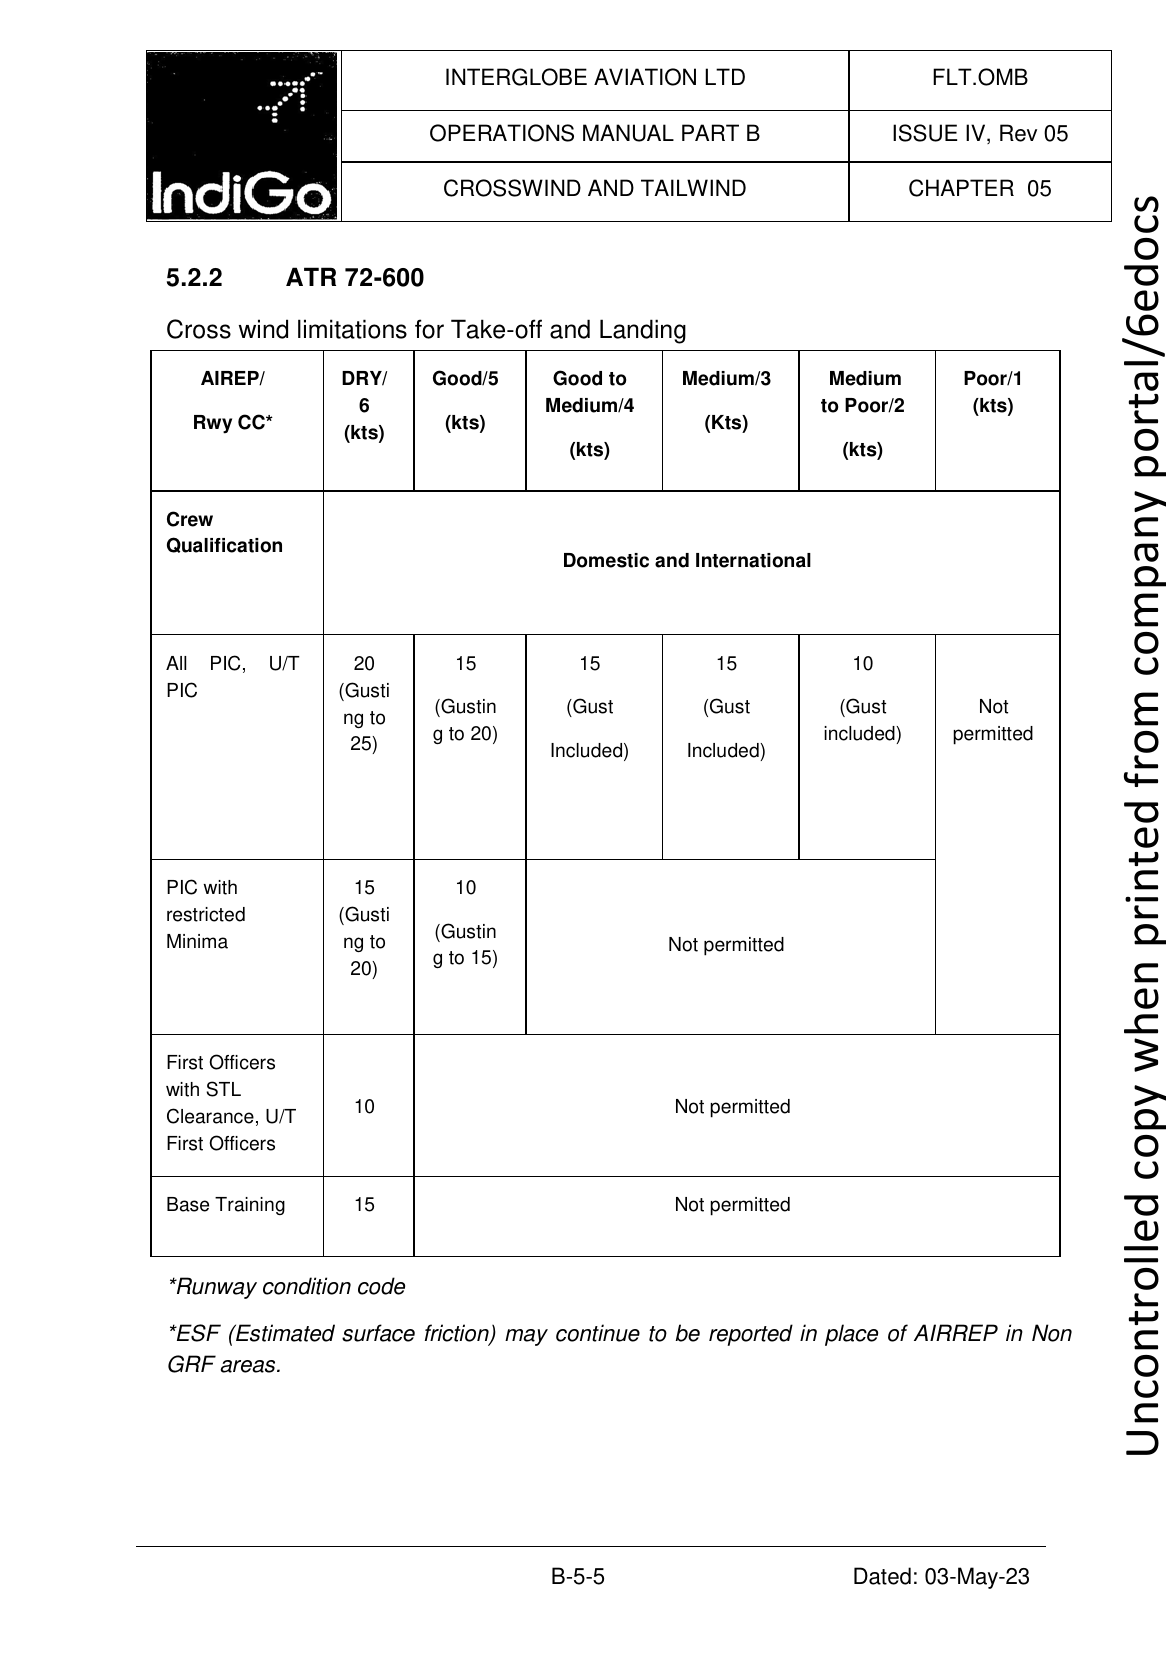 IndiGo
INTERGLOBE AVIATION LTD
FLT.OMB
OPERATIONS MANUAL PART B
ISSUE IV, Rev 05
CROSSWIND AND TAILWIND
CHAPTER  05
5.2.2 ATR 72-600
Cross wind limitations for Take-off and Landing
AIREP/
Rwy CC*
DRY/
6
(kts)
Good/5
(kts)
Good to
Medium/4
(kts)
Medium/3
(Kts)
Medium
to Poor/2
(kts)
Poor/1
(kts)
Crew
Qualification
Domestic and International
All PIC, U/T
PIC
20
(Gusti
ng to
25)
15
(Gustin
g to 20)
15
(Gust
Included)
15
(Gust
Included)
10
(Gust
included)
Not
permitted
PIC with
restricted
Minima
15
(Gusti
ng to
20)
10
(Gustin
g to 15)
Not permitted
First Officers
with STL
Clearance, U/T
First Officers
10
Not permitted
Base Training
15
Not permitted
*Runway condition code
*ESF (Estimated surface friction) may continue to be reported in place of AIRREP in Non
GRF areas.
B-5-5
Dated: 03-May-23
Uncontrolled copy when printed from company portal/6edocs